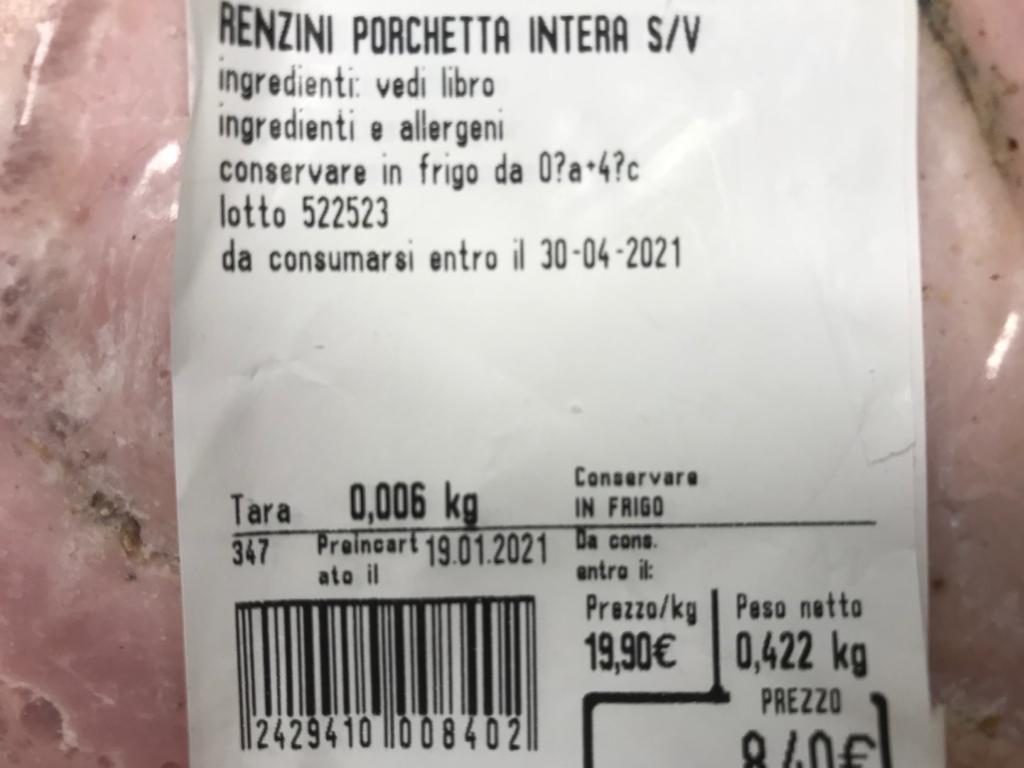 RENZINI PORCHETTA INTERA S/V
ingredienti: vedi libro
ingredienti e allergeni
conservare in frigo da 0?a+4?c
lotto 522523
da consumarsi entro il 30-04-2021
Tara 0,006 kg
Conservare
IN FRIGO
347 Preincart 19.01.2021
ato il
Da cons.
entro il:
Prezzo/kg Peso netto
19,90€ 0,422 kg
PREZZO
8,40€
2429410 008402